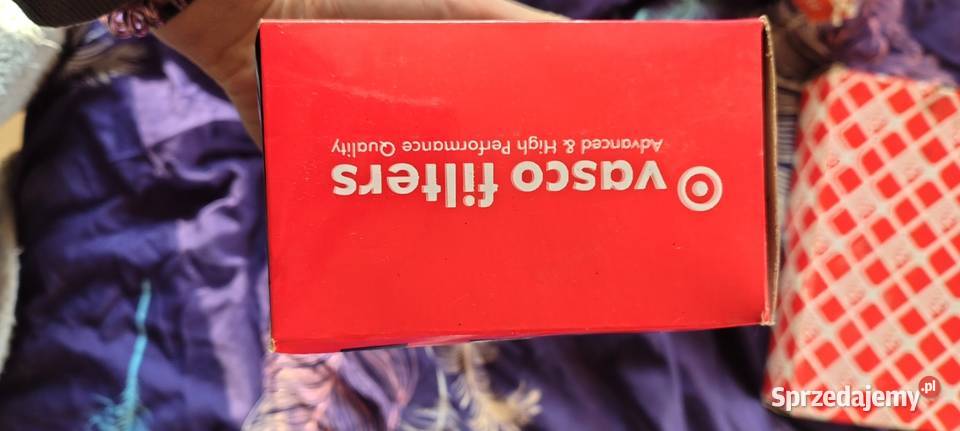 vasco filters
Advanced & High Performance Quality
Sprzedajemy.pl